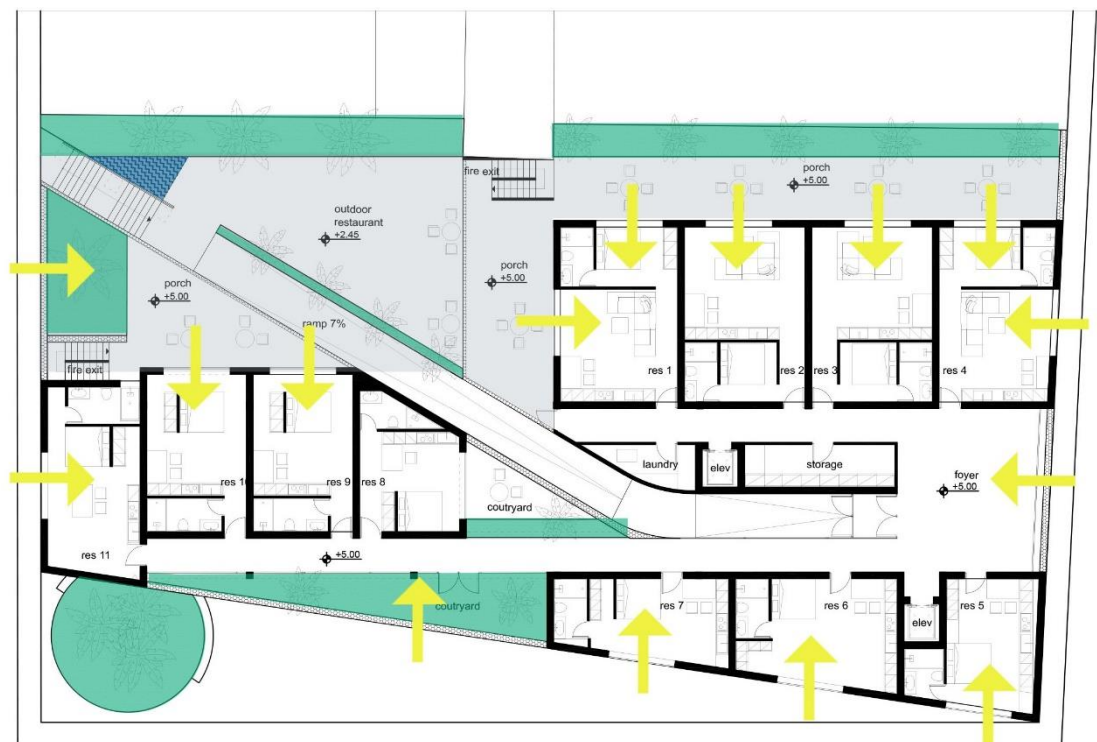 fire exit
porch
+5.00
outdoor
restaurant
+2.45
porch
+5.00
porch
+5.00
ramp 7%
fire exit
res 1
res 2
res 3
res 4
laundry
elev
storage
foyer
+5.00
res 10
res 9
res 8
coutryard
res 11
+5.00
coutryard
res 7
res 6
res 5
elev